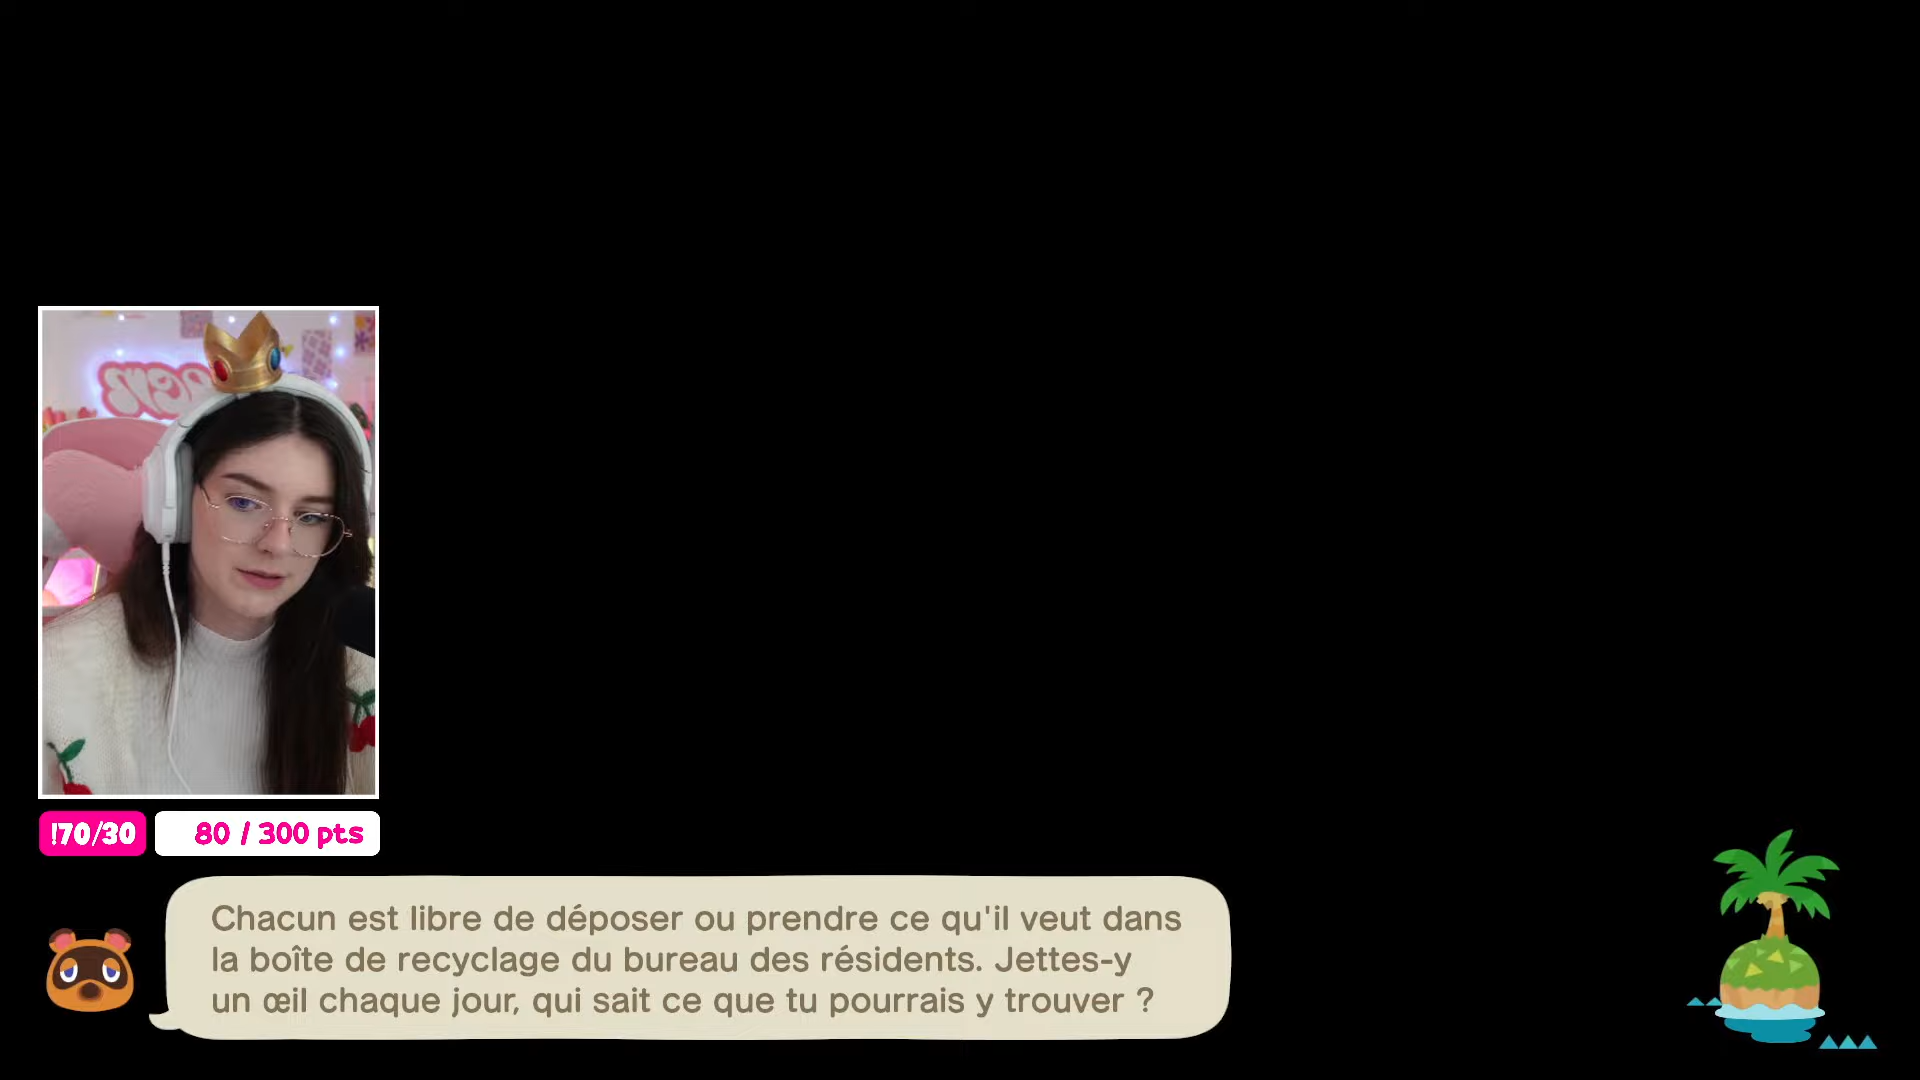 !70/30
80 / 300 pts
Chacun est libre de déposer ou prendre ce qu'il veut dans
la boîte de recyclage du bureau des résidents. Jettes-y
un œil chaque jour, qui sait ce que tu pourrais y trouver ?